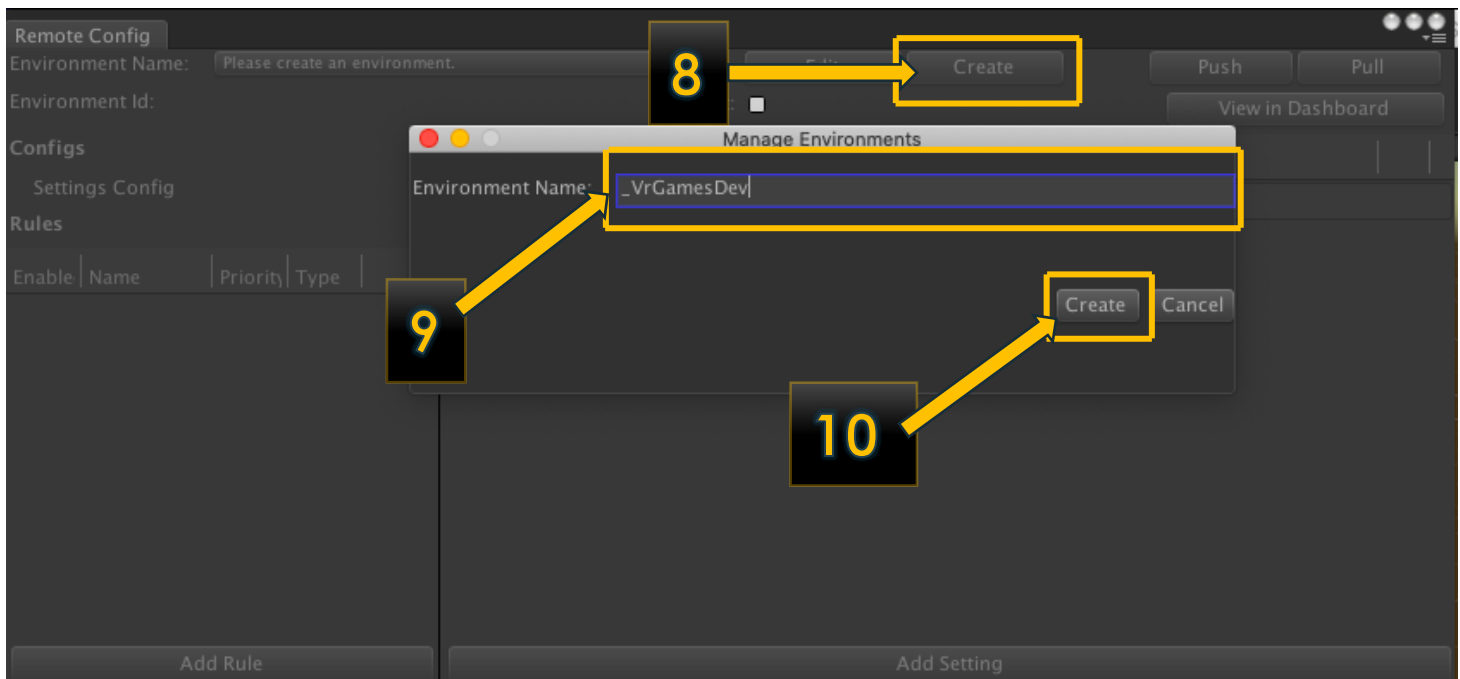 Remote Config
Environment Name: Please create an environment. Create Push Pull
Environment Id: View in Dashboard
8
Manage Environments
Configs
Settings Config
Environment Name: _VrGamesDev
Rules
Enable Name Priority Type
Create Cancel
9
10
Add Rule Add Setting